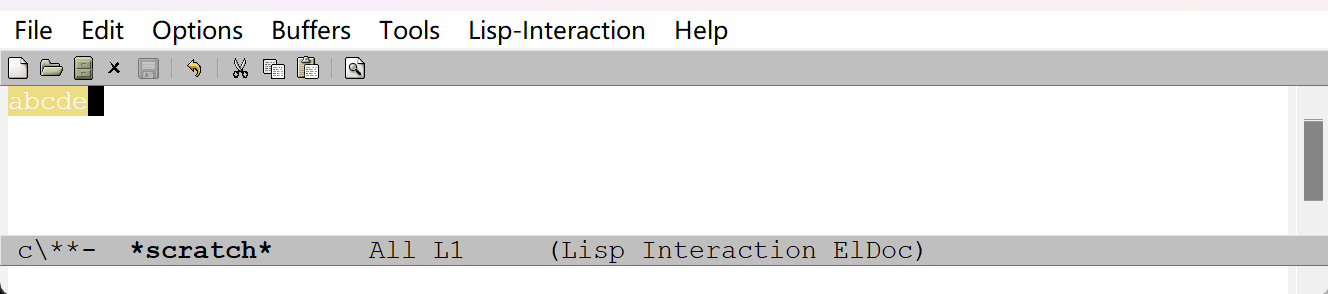 File Edit Options Buffers Tools Lisp-Interaction Help
abcde
c\**-  *scratch*      All L1     (Lisp Interaction ElDoc)